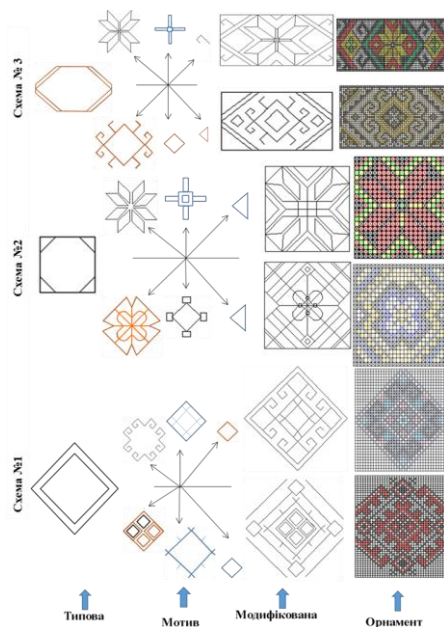 Схема № 3
Схема №2
Схема №1
Типова
Мотив
Модифікована
Орнамент